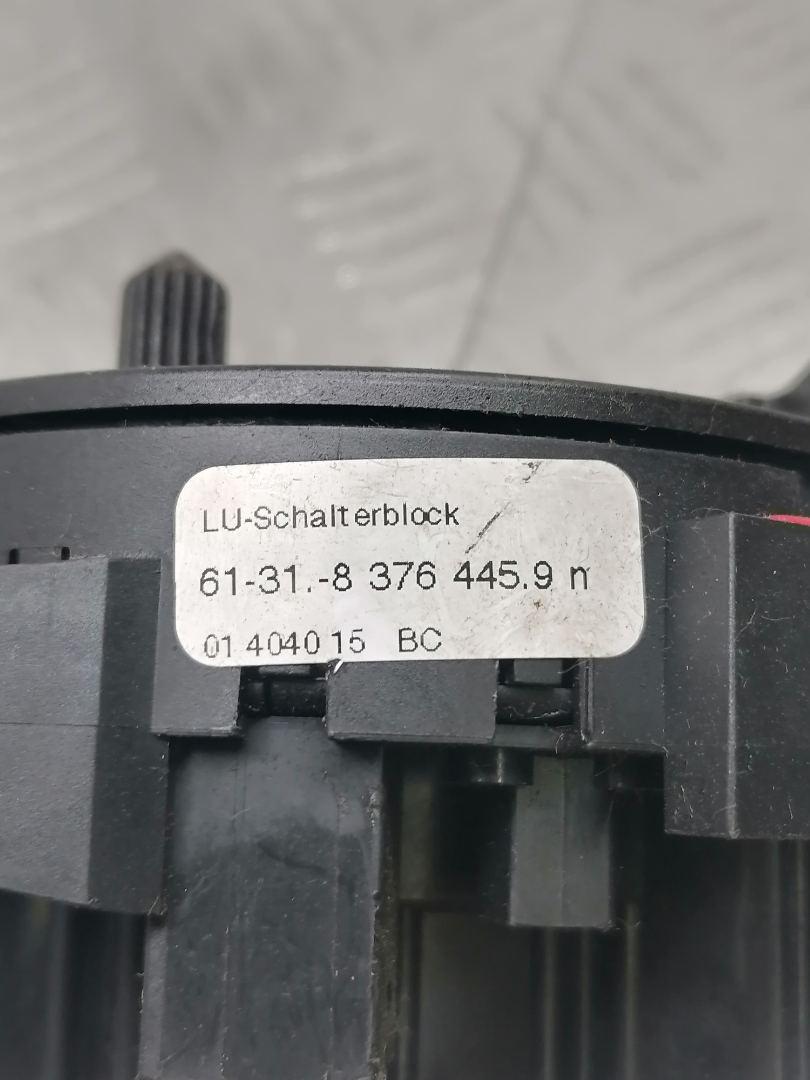 LU-Schalterblock
61-31.-8 376 445.9 n
01 404015 BC